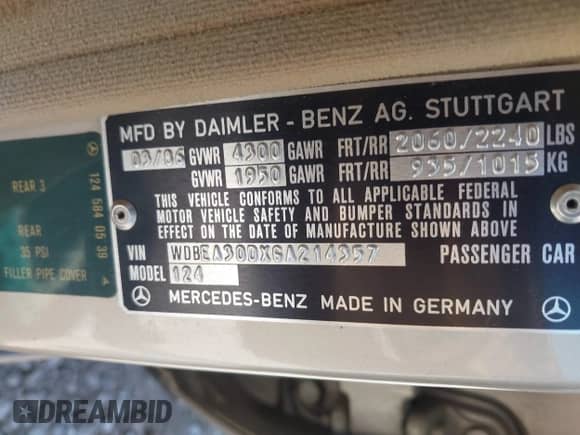 MFD BY DAIMLER - BENZ AG. STUTTGART
03/86 GVWR 4300 GAWR FRT/RR 2060/2240 LBS
GVWR 1950 GAWR FRT/RR 935/1015 KG
THIS VEHICLE CONFORMS TO ALL APPLICABLE FEDERAL
MOTOR VEHICLE SAFETY AND BUMPER STANDARDS IN
EFFECT ON THE DATE OF MANUFACTURE SHOWN ABOVE
VIN WDBEA30DXGA214357 PASSENGER CAR
MODEL 124
MERCEDES-BENZ MADE IN GERMANY
REAR 3
REAR
35 PSI
FILLER PIPE COVER
124 584 05 39
DREAMBID